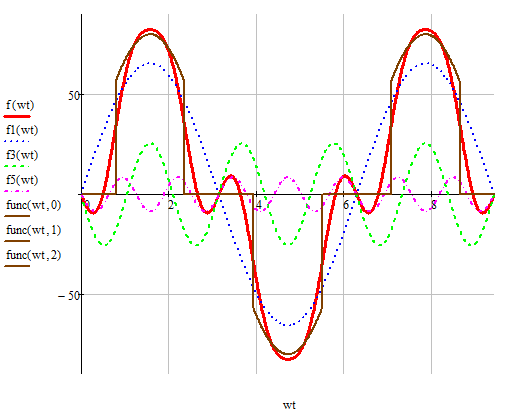 f(wt)
f1(wt)
f3(wt)
f5(wt)
func(wt,0)
func(wt,1)
func(wt,2)
50
0 2 4 6 8
−50
wt